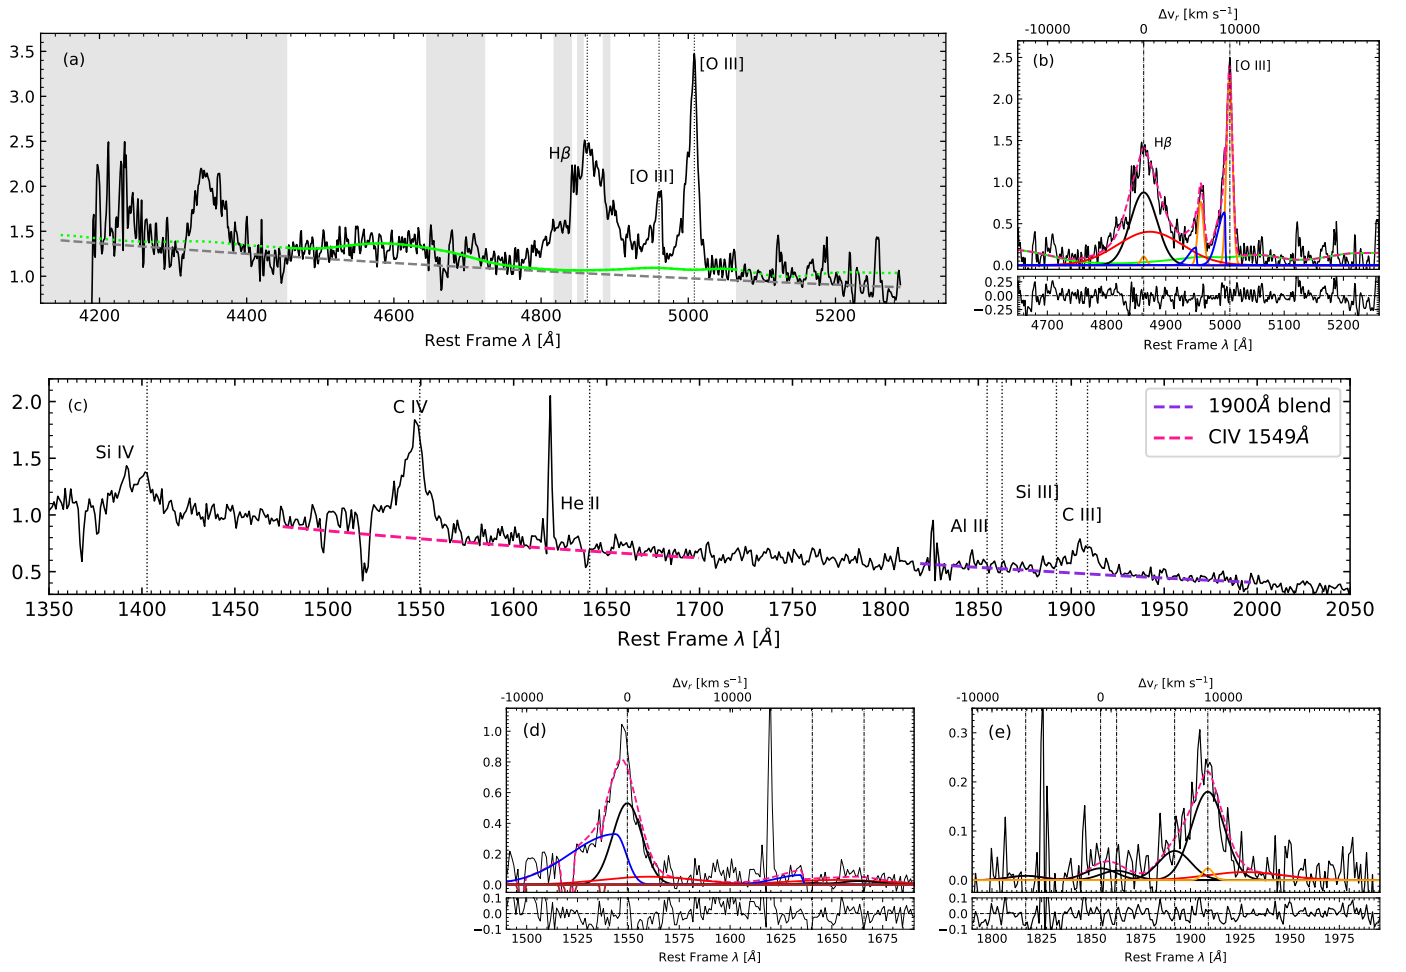 (a)
Hβ
[O III]
[O III]
3.5
3.0
2.5
2.0
1.5
1.0
4200 4400 4600 4800 5000 5200
Rest Frame λ [Å]
Δvᵣ [km s⁻¹]
-10000 0 10000
(b)
Hβ
[O III]
2.5
2.0
1.5
1.0
0.5
0.0
0.25
0.00
−0.25
4700 4800 4900 5000 5100 5200
Rest Frame λ [Å]
(c)
Si IV
C IV
He II
Al III
Si III]
C III]
1900Å blend
CIV 1549Å
2.0
1.5
1.0
0.5
1350 1400 1450 1500 1550 1600 1650 1700 1750 1800 1850 1900 1950 2000 2050
Rest Frame λ [Å]
Δvᵣ [km s⁻¹]
-10000 0 10000
(d)
1.0
0.8
0.6
0.4
0.2
0.0
0.1
0.0
−0.1
1500 1525 1550 1575 1600 1625 1650 1675
Rest Frame λ [Å]
Δvᵣ [km s⁻¹]
-10000 0 10000
(e)
0.3
0.2
0.1
0.0
0.1
0.0
−0.1
1800 1825 1850 1875 1900 1925 1950 1975
Rest Frame λ [Å]